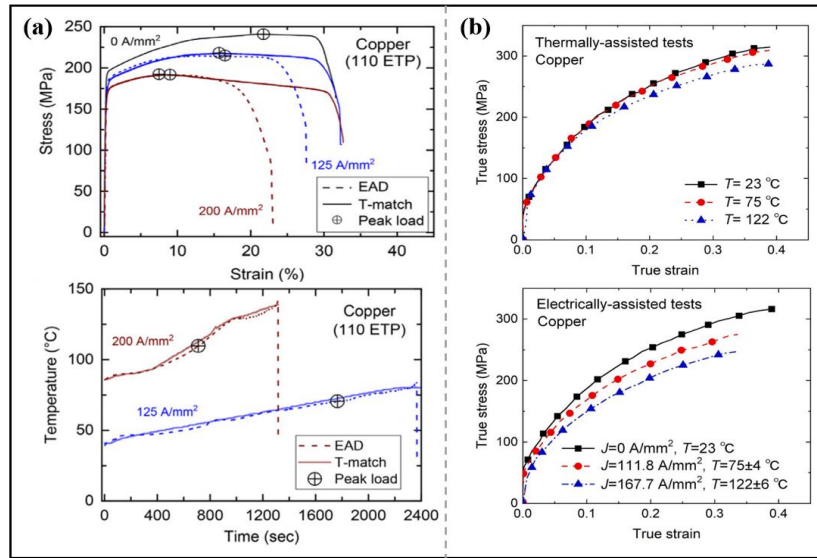 (a)
250
200
150
100
50
0
Stress (MPa)
0 A/mm²
Copper
(110 ETP)
125 A/mm²
200 A/mm²
EAD
T-match
Peak load
0
10
20
30
40
Strain (%)
150
125
100
75
50
25
0
Temperature (°C)
Copper
(110 ETP)
200 A/mm²
125 A/mm²
EAD
T-match
Peak load
0
400
800
1200
1600
2000
2400
Time (sec)
(b)
300
200
100
0
True stress (MPa)
Thermally-assisted tests
Copper
T= 23 °C
T= 75 °C
T= 122 °C
0.0
0.1
0.2
0.3
0.4
True strain
300
200
100
0
True stress (MPa)
Electrically-assisted tests
Copper
J=0 A/mm², T=23 °C
J=111.8 A/mm², T=75±4 °C
J=167.7 A/mm², T=122±6 °C
0.0
0.1
0.2
0.3
0.4
True strain